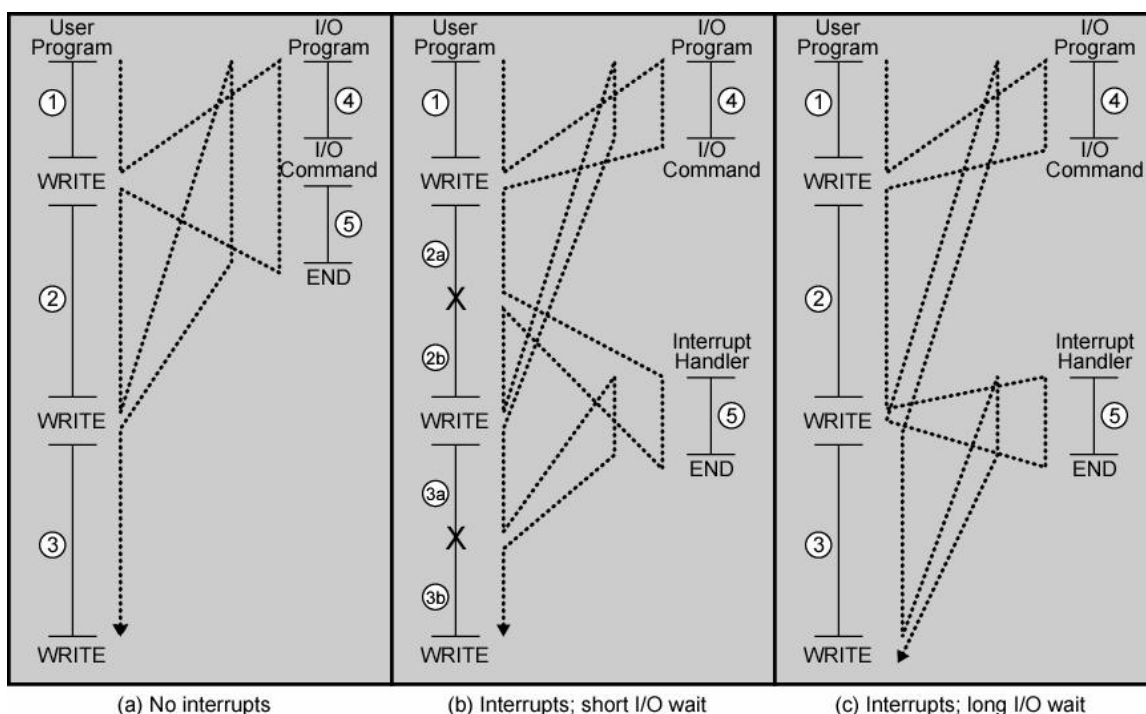 User
Program
I/O
Program
1
4
I/O
Command
WRITE
5
END
2
WRITE
3
WRITE
(a) No interrupts
User
Program
I/O
Program
1
4
I/O
Command
WRITE
2a
X
2b
Interrupt
Handler
5
END
WRITE
3a
X
3b
WRITE
(b) Interrupts; short I/O wait
User
Program
I/O
Program
1
4
I/O
Command
WRITE
2
Interrupt
Handler
5
END
WRITE
3
WRITE
(c) Interrupts; long I/O wait